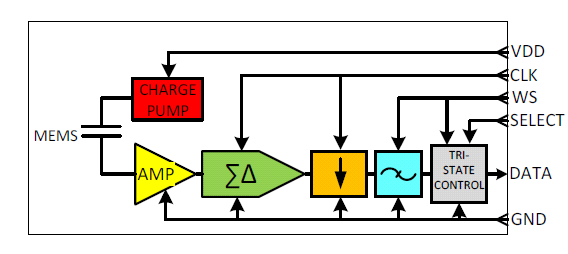 VDD
CLK
CHARGE
PUMP
WS
SELECT
MEMS
AMP
∑Δ
TRI-
STATE
CONTROL
DATA
GND